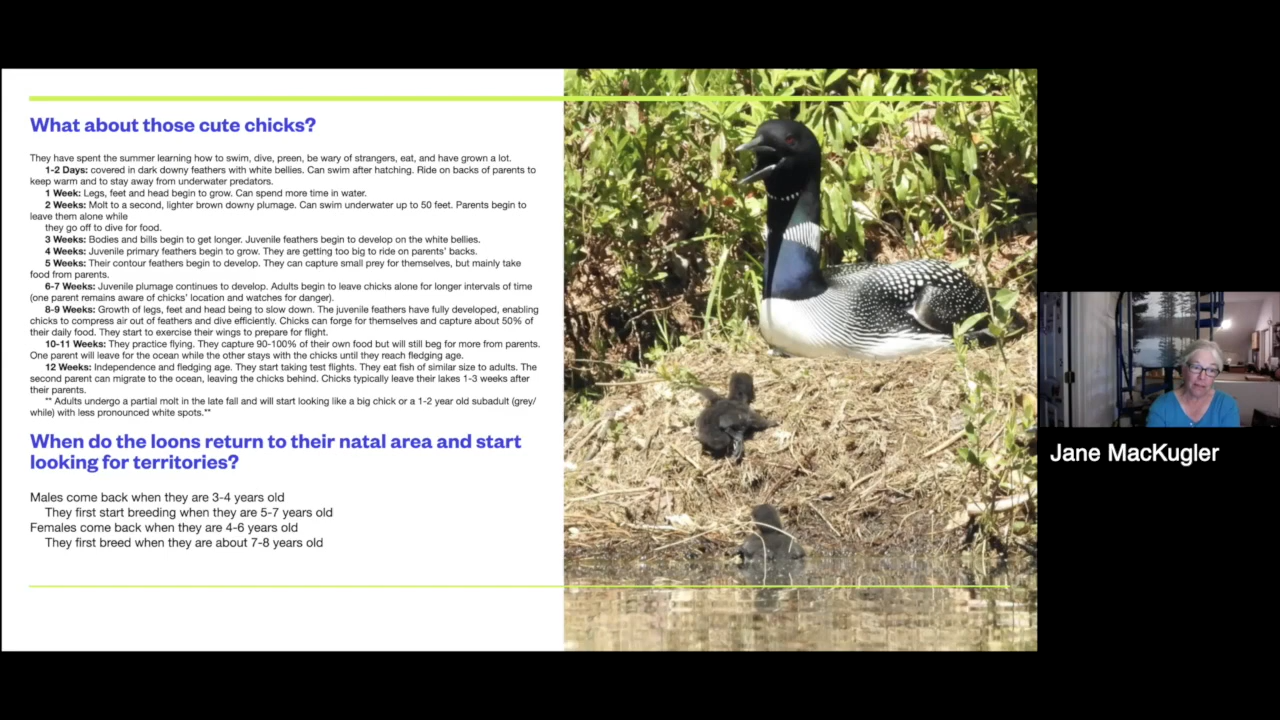 What about those cute chicks?
They have spent the summer learning how to swim, dive, preen, be wary of strangers, eat, and have grown a lot.
1-2 Days: covered in dark downy feathers with white bellies. Can swim after hatching. Ride on backs of parents to
keep warm and to stay away from underwater predators.
1 Week: Legs, feet and head begin to grow. Can spend more time in water.
2 Weeks: Molt to a second, lighter brown downy plumage. Can swim underwater up to 50 feet. Parents begin to
leave them alone while
they go off to dive for food.
3 Weeks: Bodies and bills begin to get longer. Juvenile feathers begin to develop on the white bellies.
4 Weeks: Juvenile primary feathers begin to grow. They are getting too big to ride on parents' backs.
5 Weeks: Their contour feathers begin to develop. They can capture small prey for themselves, but mainly take
food from parents.
6-7 Weeks: Juvenile plumage continues to develop. Adults begin to leave chicks alone for longer intervals of time
(one parent remains aware of chicks' location and watches for danger).
8-9 Weeks: Growth of legs, feet and head being to slow down. The juvenile feathers have fully developed, enabling
chicks to compress air out of feathers and dive efficiently. Chicks can forge for themselves and capture about 50% of
their daily food. They start to exercise their wings to prepare for flight.
10-11 Weeks: They practice flying. They capture 90-100% of their own food but will still beg for more from parents.
One parent will leave for the ocean while the other stays with the chicks until they reach fledging age.
12 Weeks: Independence and fledging age. They start taking test flights. They eat fish of similar size to adults. The
second parent can migrate to the ocean, leaving the chicks behind. Chicks typically leave their lakes 1-3 weeks after
their parents.
** Adults undergo a partial molt in the late fall and will start looking like a big chick or a 1-2 year old subadult (grey/
while) with less pronounced white spots.**
When do the loons return to their natal area and start
looking for territories?
Males come back when they are 3-4 years old
They first start breeding when they are 5-7 years old
Females come back when they are 4-6 years old
They first breed when they are about 7-8 years old
Jane MacKugler